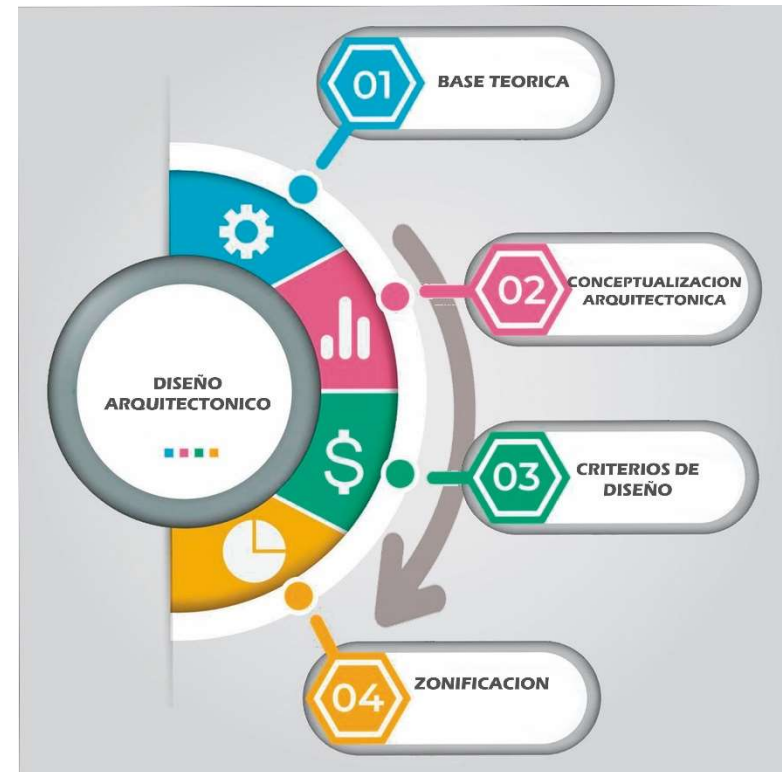 01
BASE TEORICA
02
CONCEPTUALIZACION
ARQUITECTONICA
DISEÑO
ARQUITECTONICO
$
03
CRITERIOS DE
DISEÑO
04
ZONIFICACION